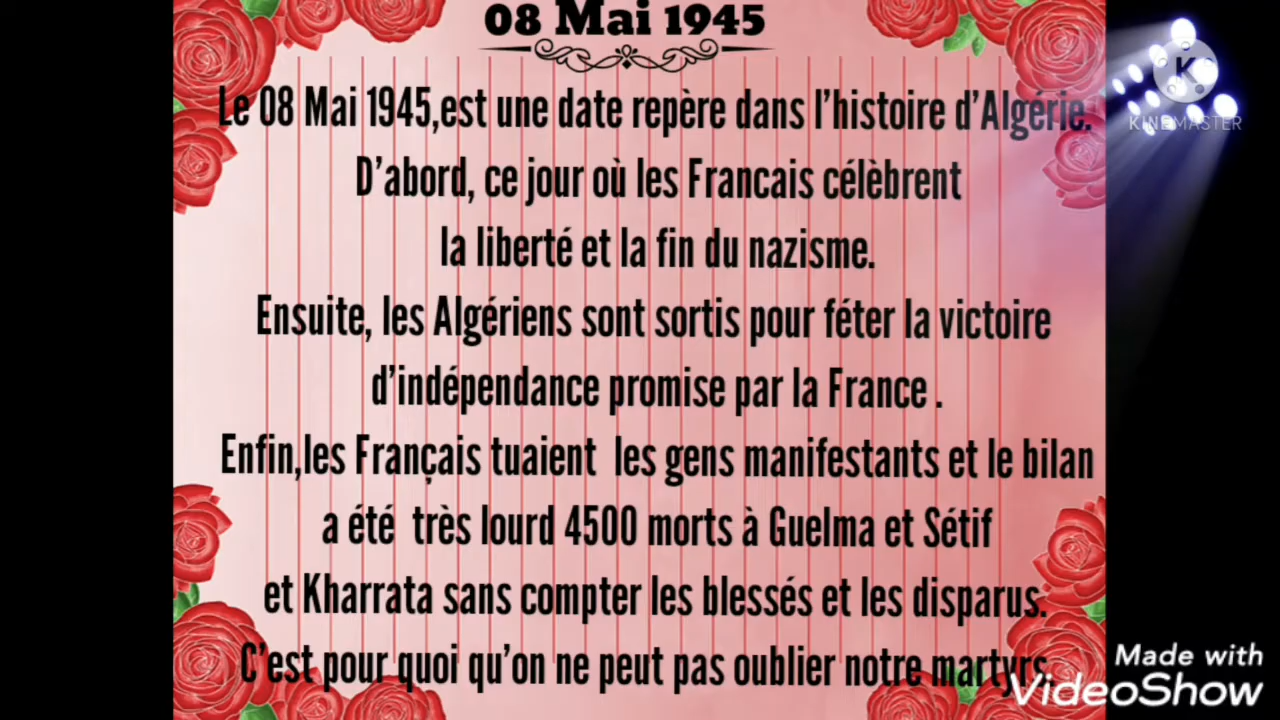 08 Mai 1945
Le 08 Mai 1945,est une date repère dans l'histoire d'Algérie.
D'abord, ce jour où les Francais célèbrent
la liberté et la fin du nazisme.
Ensuite, les Algériens sont sortis pour féter la victoire
d'indépendance promise par la France .
Enfin,les Français tuaient les gens manifestants et le bilan
a été très lourd 4500 morts à Guelma et Sétif
et Kharrata sans compter les blessés et les disparus.
C'est pour quoi qu'on ne peut pas oublier notre martyrs.
K
KINEMASTER
Made with
VideoShow